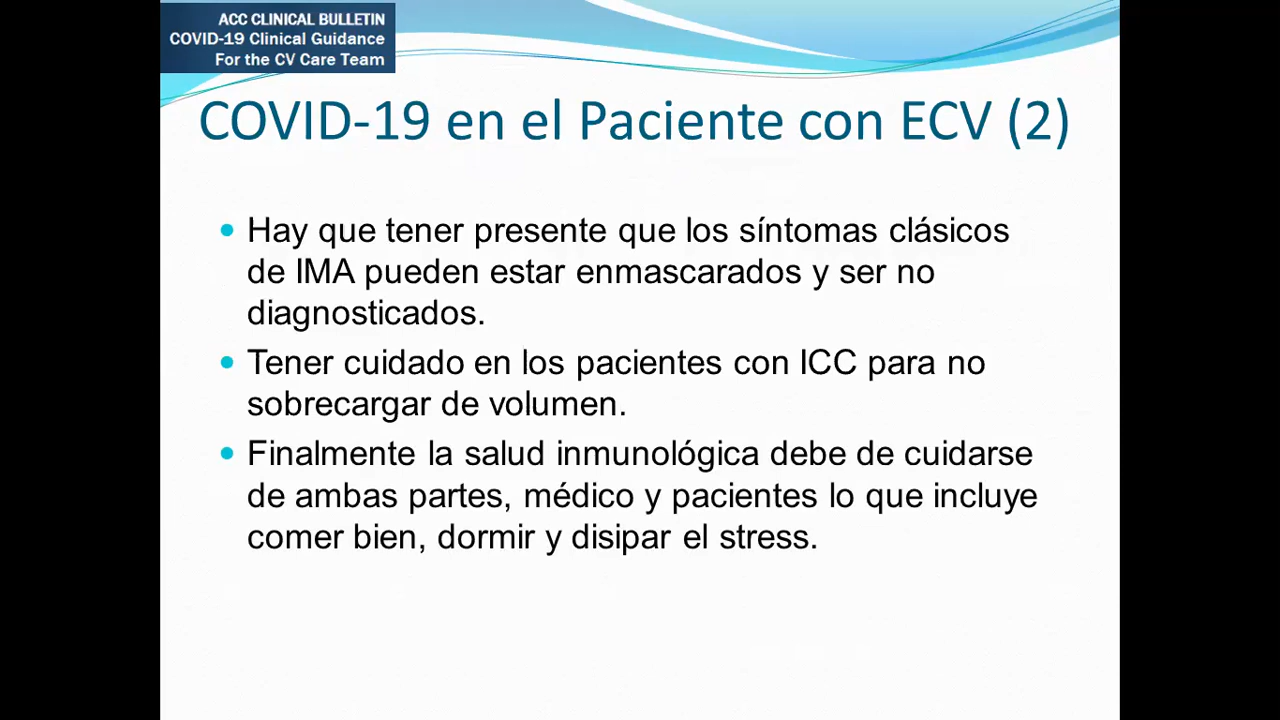 ACC CLINICAL BULLETIN
COVID-19 Clinical Guidance
For the CV Care Team
COVID-19 en el Paciente con ECV (2)
• Hay que tener presente que los síntomas clásicos
de IMA pueden estar enmascarados y ser no
diagnosticados.
• Tener cuidado en los pacientes con ICC para no
sobrecargar de volumen.
• Finalmente la salud inmunológica debe de cuidarse
de ambas partes, médico y pacientes lo que incluye
comer bien, dormir y disipar el stress.